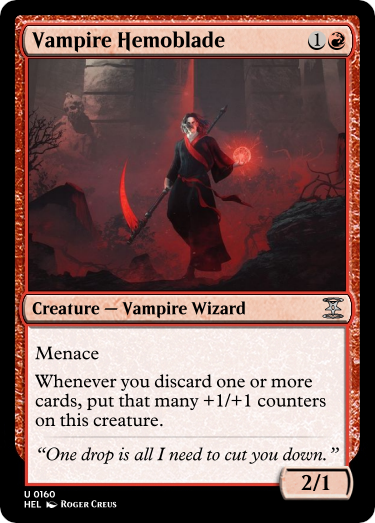 Vampire Hemoblade
1
Creature — Vampire Wizard
Menace
Whenever you discard one or more
cards, put that many +1/+1 counters
on this creature.
“One drop is all I need to cut you down.”
2/1
U 0160
HEL Roger Creus